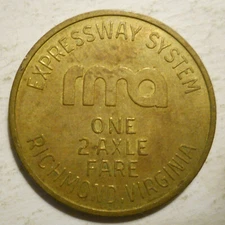 EXPRESSWAY SYSTEM
rma
ONE
2-AXLE
FARE
RICHMOND, VIRGINIA